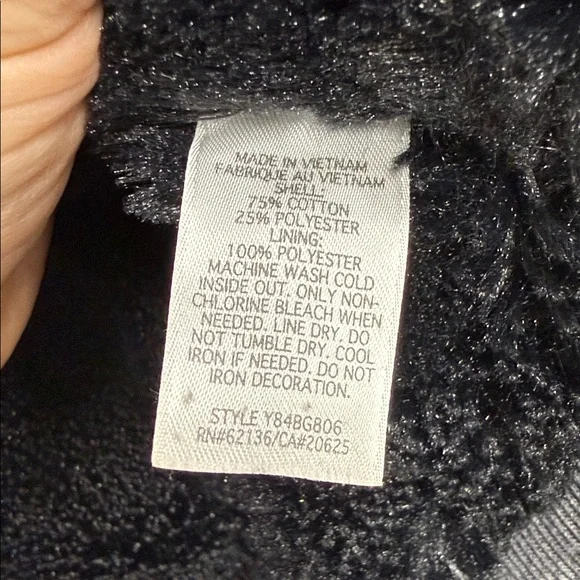 MADE IN VIETNAM
FABRIQUE AU VIETNAM
SHELL:
75% COTTON
25% POLYESTER
LINING:
100% POLYESTER
MACHINE WASH COLD
INSIDE OUT. ONLY NON-
CHLORINE BLEACH WHEN
NEEDED. LINE DRY. DO
NOT TUMBLE DRY. COOL
IRON IF NEEDED. DO NOT
IRON DECORATION.
STYLE Y84BG806
RN#62136/CA#20625